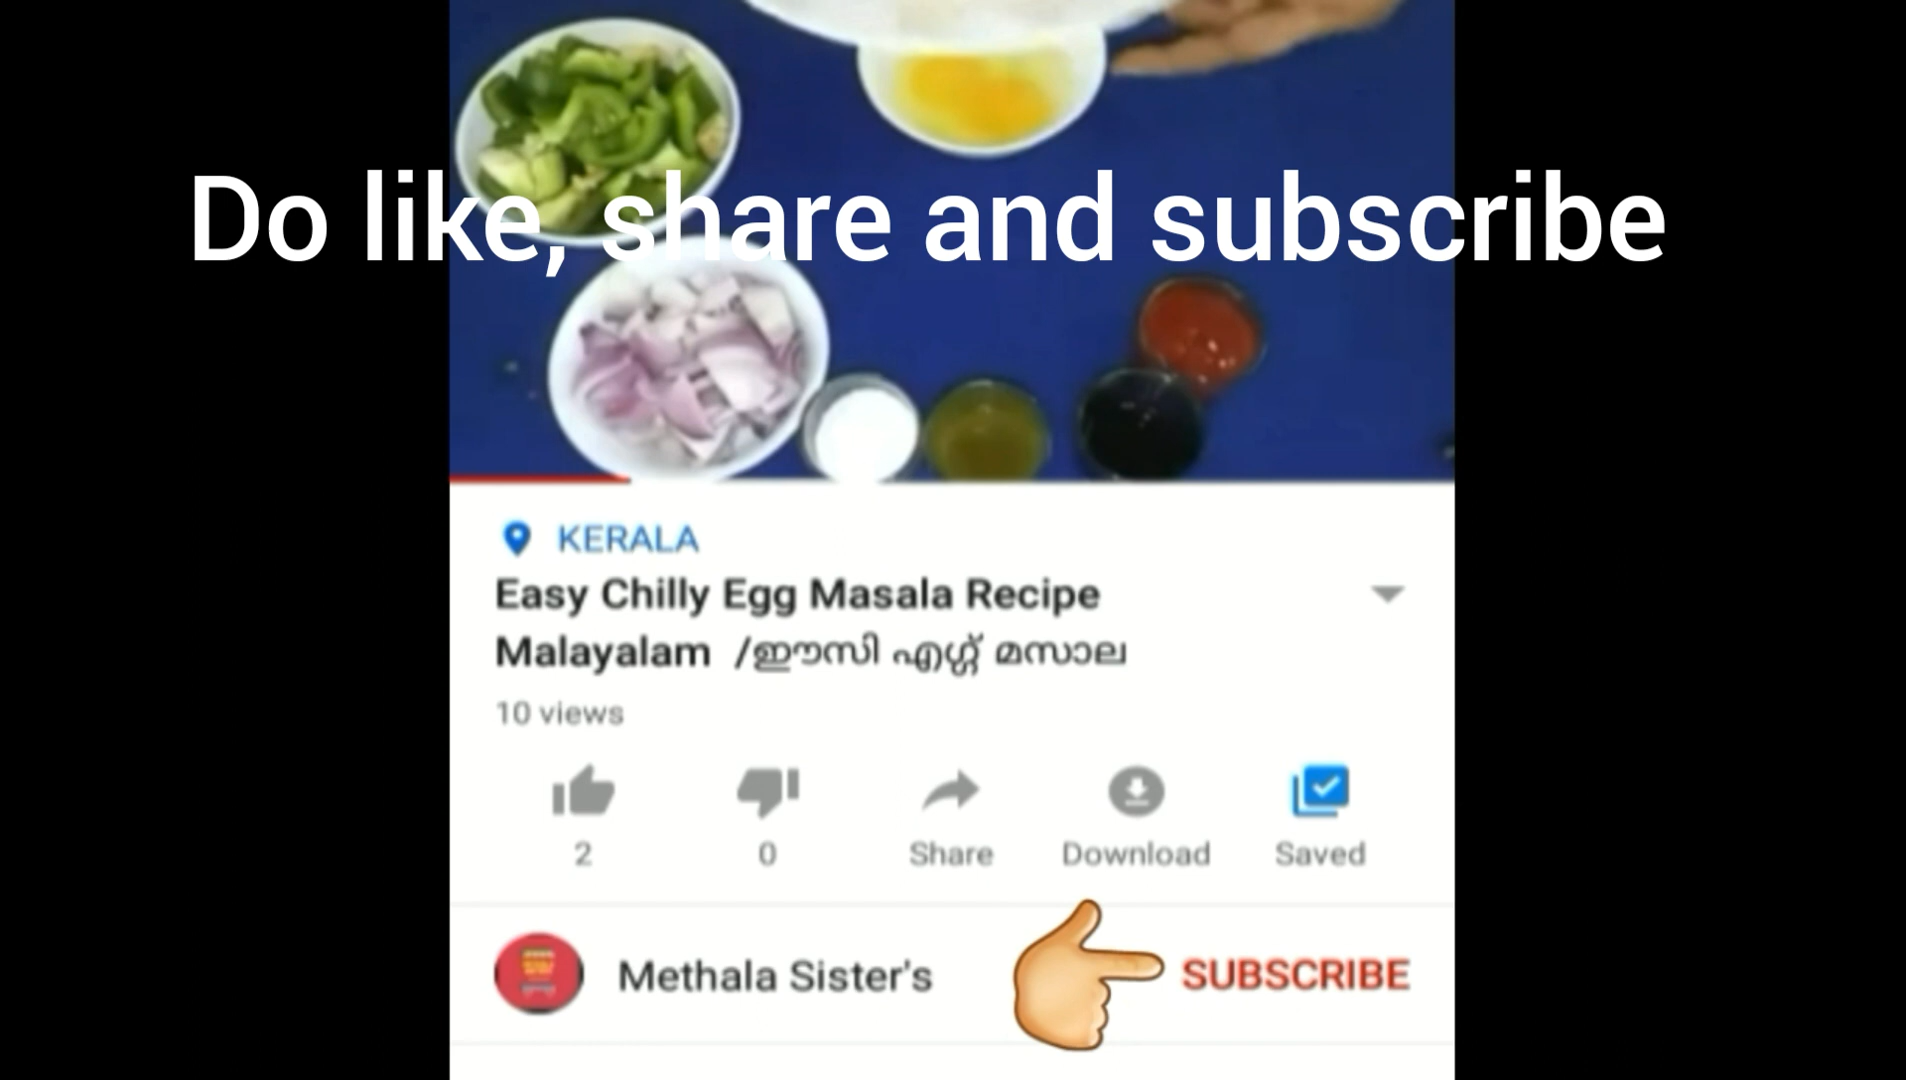 Do like, share and subscribe
KERALA
Easy Chilly Egg Masala Recipe
Malayalam /ഈസി എഗ്ഗ് മസാല
10 views
2
0
Share
Download
Saved
Methala Sister's
SUBSCRIBE